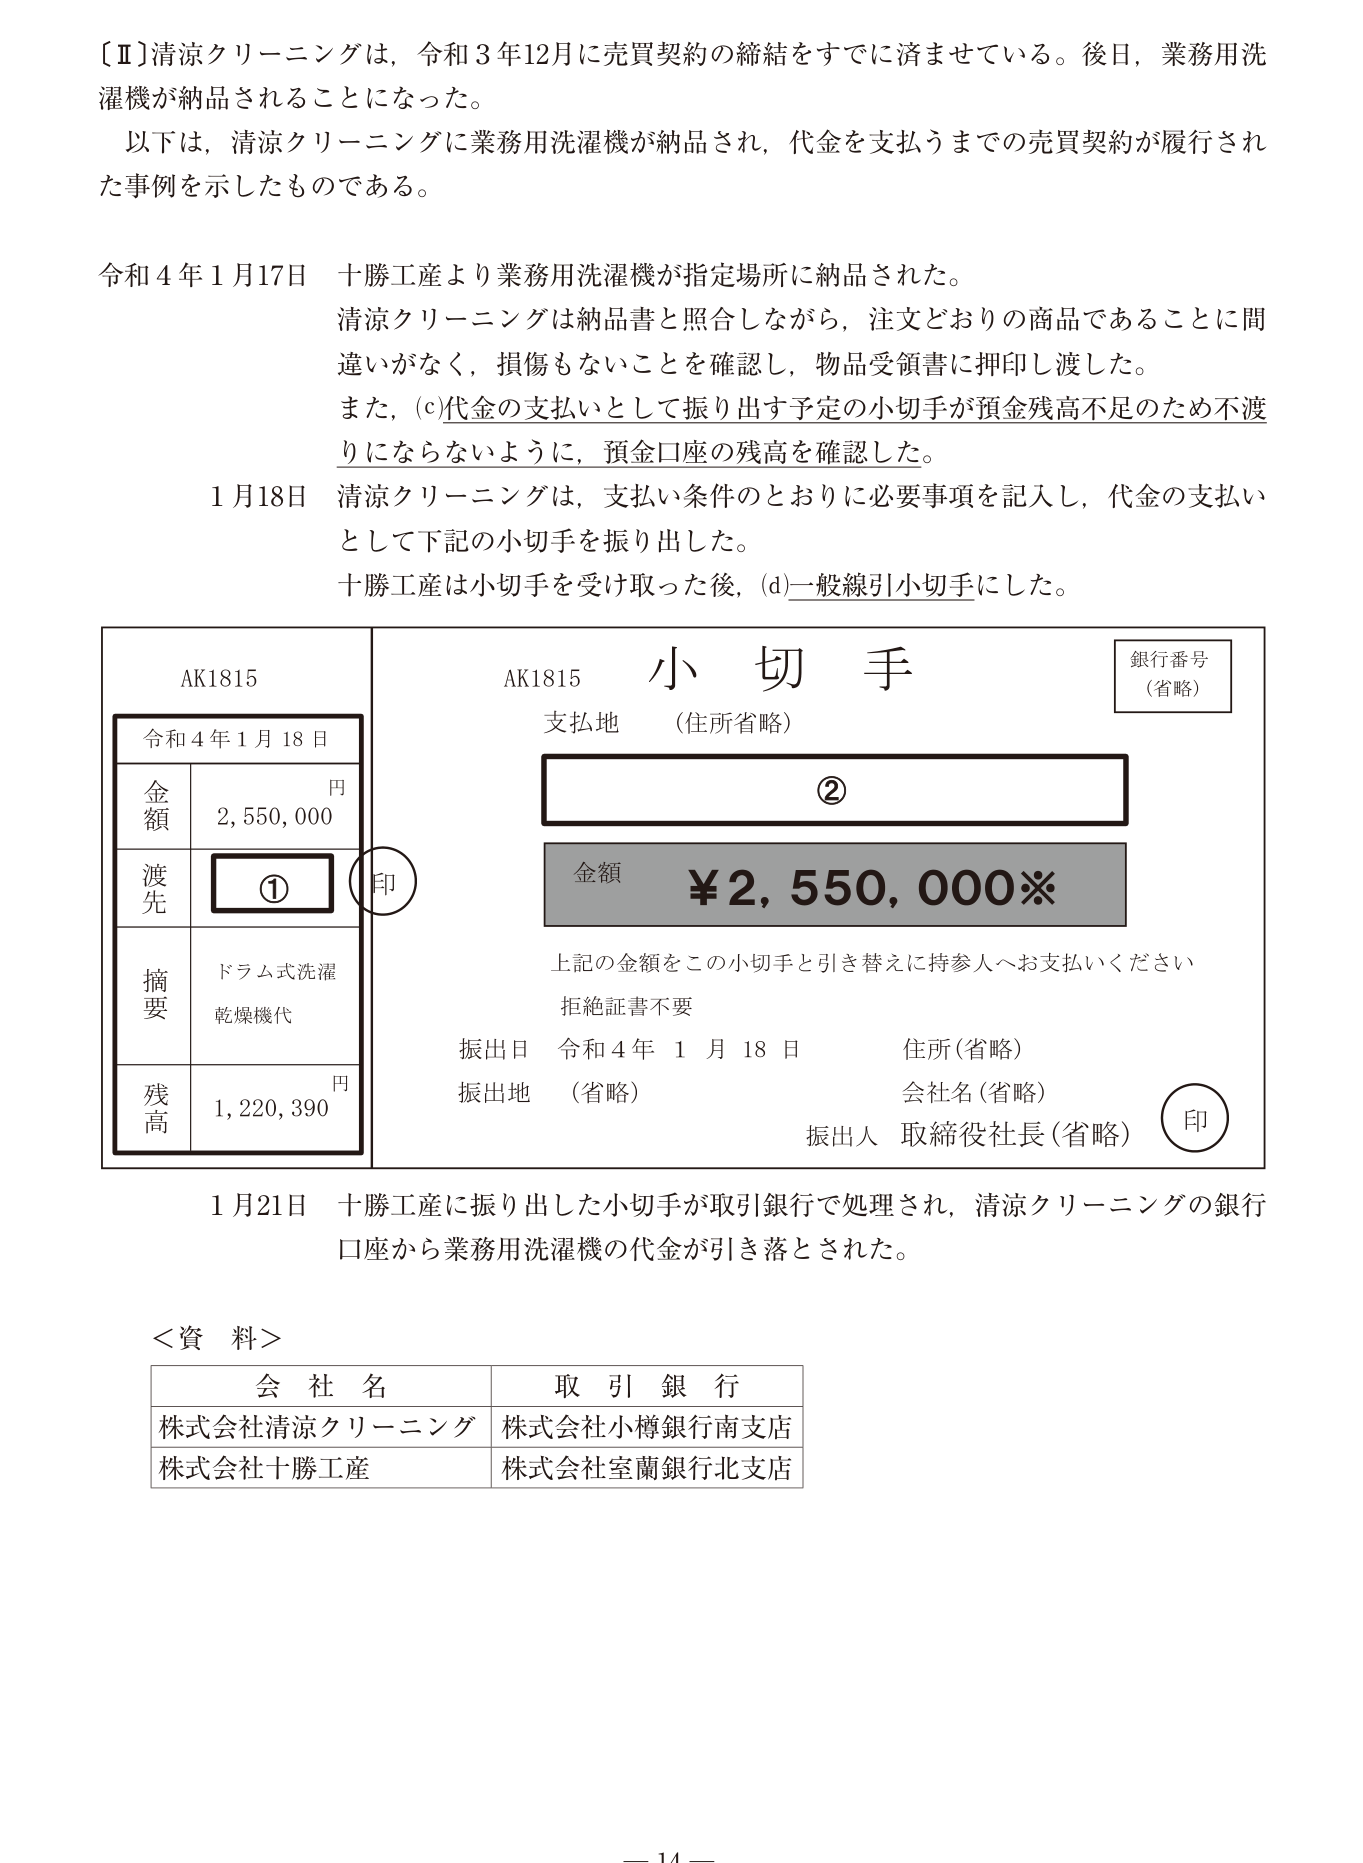 〔Ⅱ〕清涼クリーニングは，令和３年12月に売買契約の締結をすでに済ませている。後日，業務用洗
濯機が納品されることになった。
以下は，清涼クリーニングに業務用洗濯機が納品され，代金を支払うまでの売買契約が履行され
た事例を示したものである。
令和４年１月17日　十勝工産より業務用洗濯機が指定場所に納品された。
清涼クリーニングは納品書と照合しながら，注文どおりの商品であることに間
違いがなく，損傷もないことを確認し，物品受領書に押印し渡した。
また，(c)代金の支払いとして振り出す予定の小切手が預金残高不足のため不渡
りにならないように，預金口座の残高を確認した。
１月18日　清涼クリーニングは，支払い条件のとおりに必要事項を記入し，代金の支払い
として下記の小切手を振り出した。
十勝工産は小切手を受け取った後，(d)一般線引小切手にした。
AK1815
令和４年１月 18 日
金額
円
2,550,000
渡先
①
印
摘要
ドラム式洗濯
乾燥機代
残高
円
1,220,390
AK1815
小　切　手
銀行番号
（省略）
支払地　（住所省略）
②
金額　¥2,550,000※
上記の金額をこの小切手と引き替えに持参人へお支払いください
拒絶証書不要
振出日　令和４年　１　月　18　日　住所(省略)
振出地　（省略）　会社名(省略)
振出人　取締役社長(省略)　印
１月21日　十勝工産に振り出した小切手が取引銀行で処理され，清涼クリーニングの銀行
口座から業務用洗濯機の代金が引き落とされた。
＜資　料＞
会　社　名　取　引　銀　行
株式会社清涼クリーニング　株式会社小樽銀行南支店
株式会社十勝工産　株式会社室蘭銀行北支店
― 14 ―